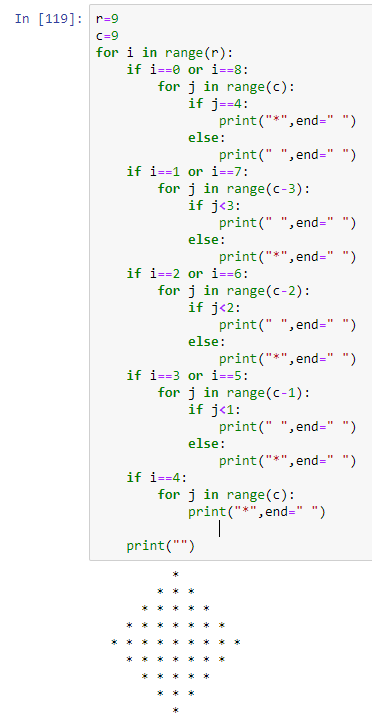 In [119]: r=9
c=9
for i in range(r):
    if i==0 or i==8:
        for j in range(c):
            if j==4:
                print("*",end=" ")
            else:
                print(" ",end=" ")
    if i==1 or i==7:
        for j in range(c-3):
            if j<3:
                print(" ",end=" ")
            else:
                print("*",end=" ")
    if i==2 or i==6:
        for j in range(c-2):
            if j<2:
                print(" ",end=" ")
            else:
                print("*",end=" ")
    if i==3 or i==5:
        for j in range(c-1):
            if j<1:
                print(" ",end=" ")
            else:
                print("*",end=" ")
    if i==4:
        for j in range(c):
            print("*",end=" ")

    print("")
        *
      * * *
    * * * * *
  * * * * * * *
* * * * * * * * *
  * * * * * * *
    * * * * *
      * * *
        *